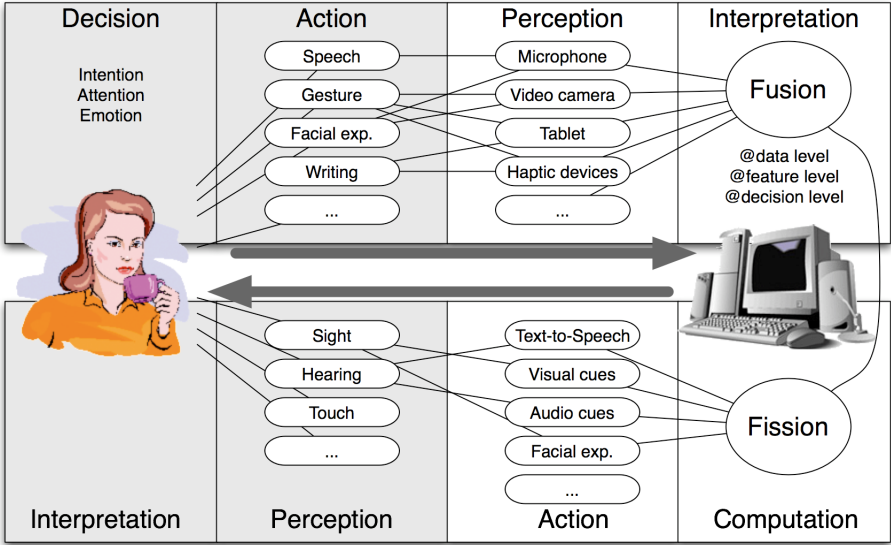 Decision
Action
Perception
Interpretation
Intention
Attention
Emotion
Speech
Gesture
Facial exp.
Writing
...
Microphone
Video camera
Tablet
Haptic devices
...
Fusion
@data level
@feature level
@decision level
Sight
Hearing
Touch
...
Text-to-Speech
Visual cues
Audio cues
Facial exp.
...
Fission
Interpretation
Perception
Action
Computation